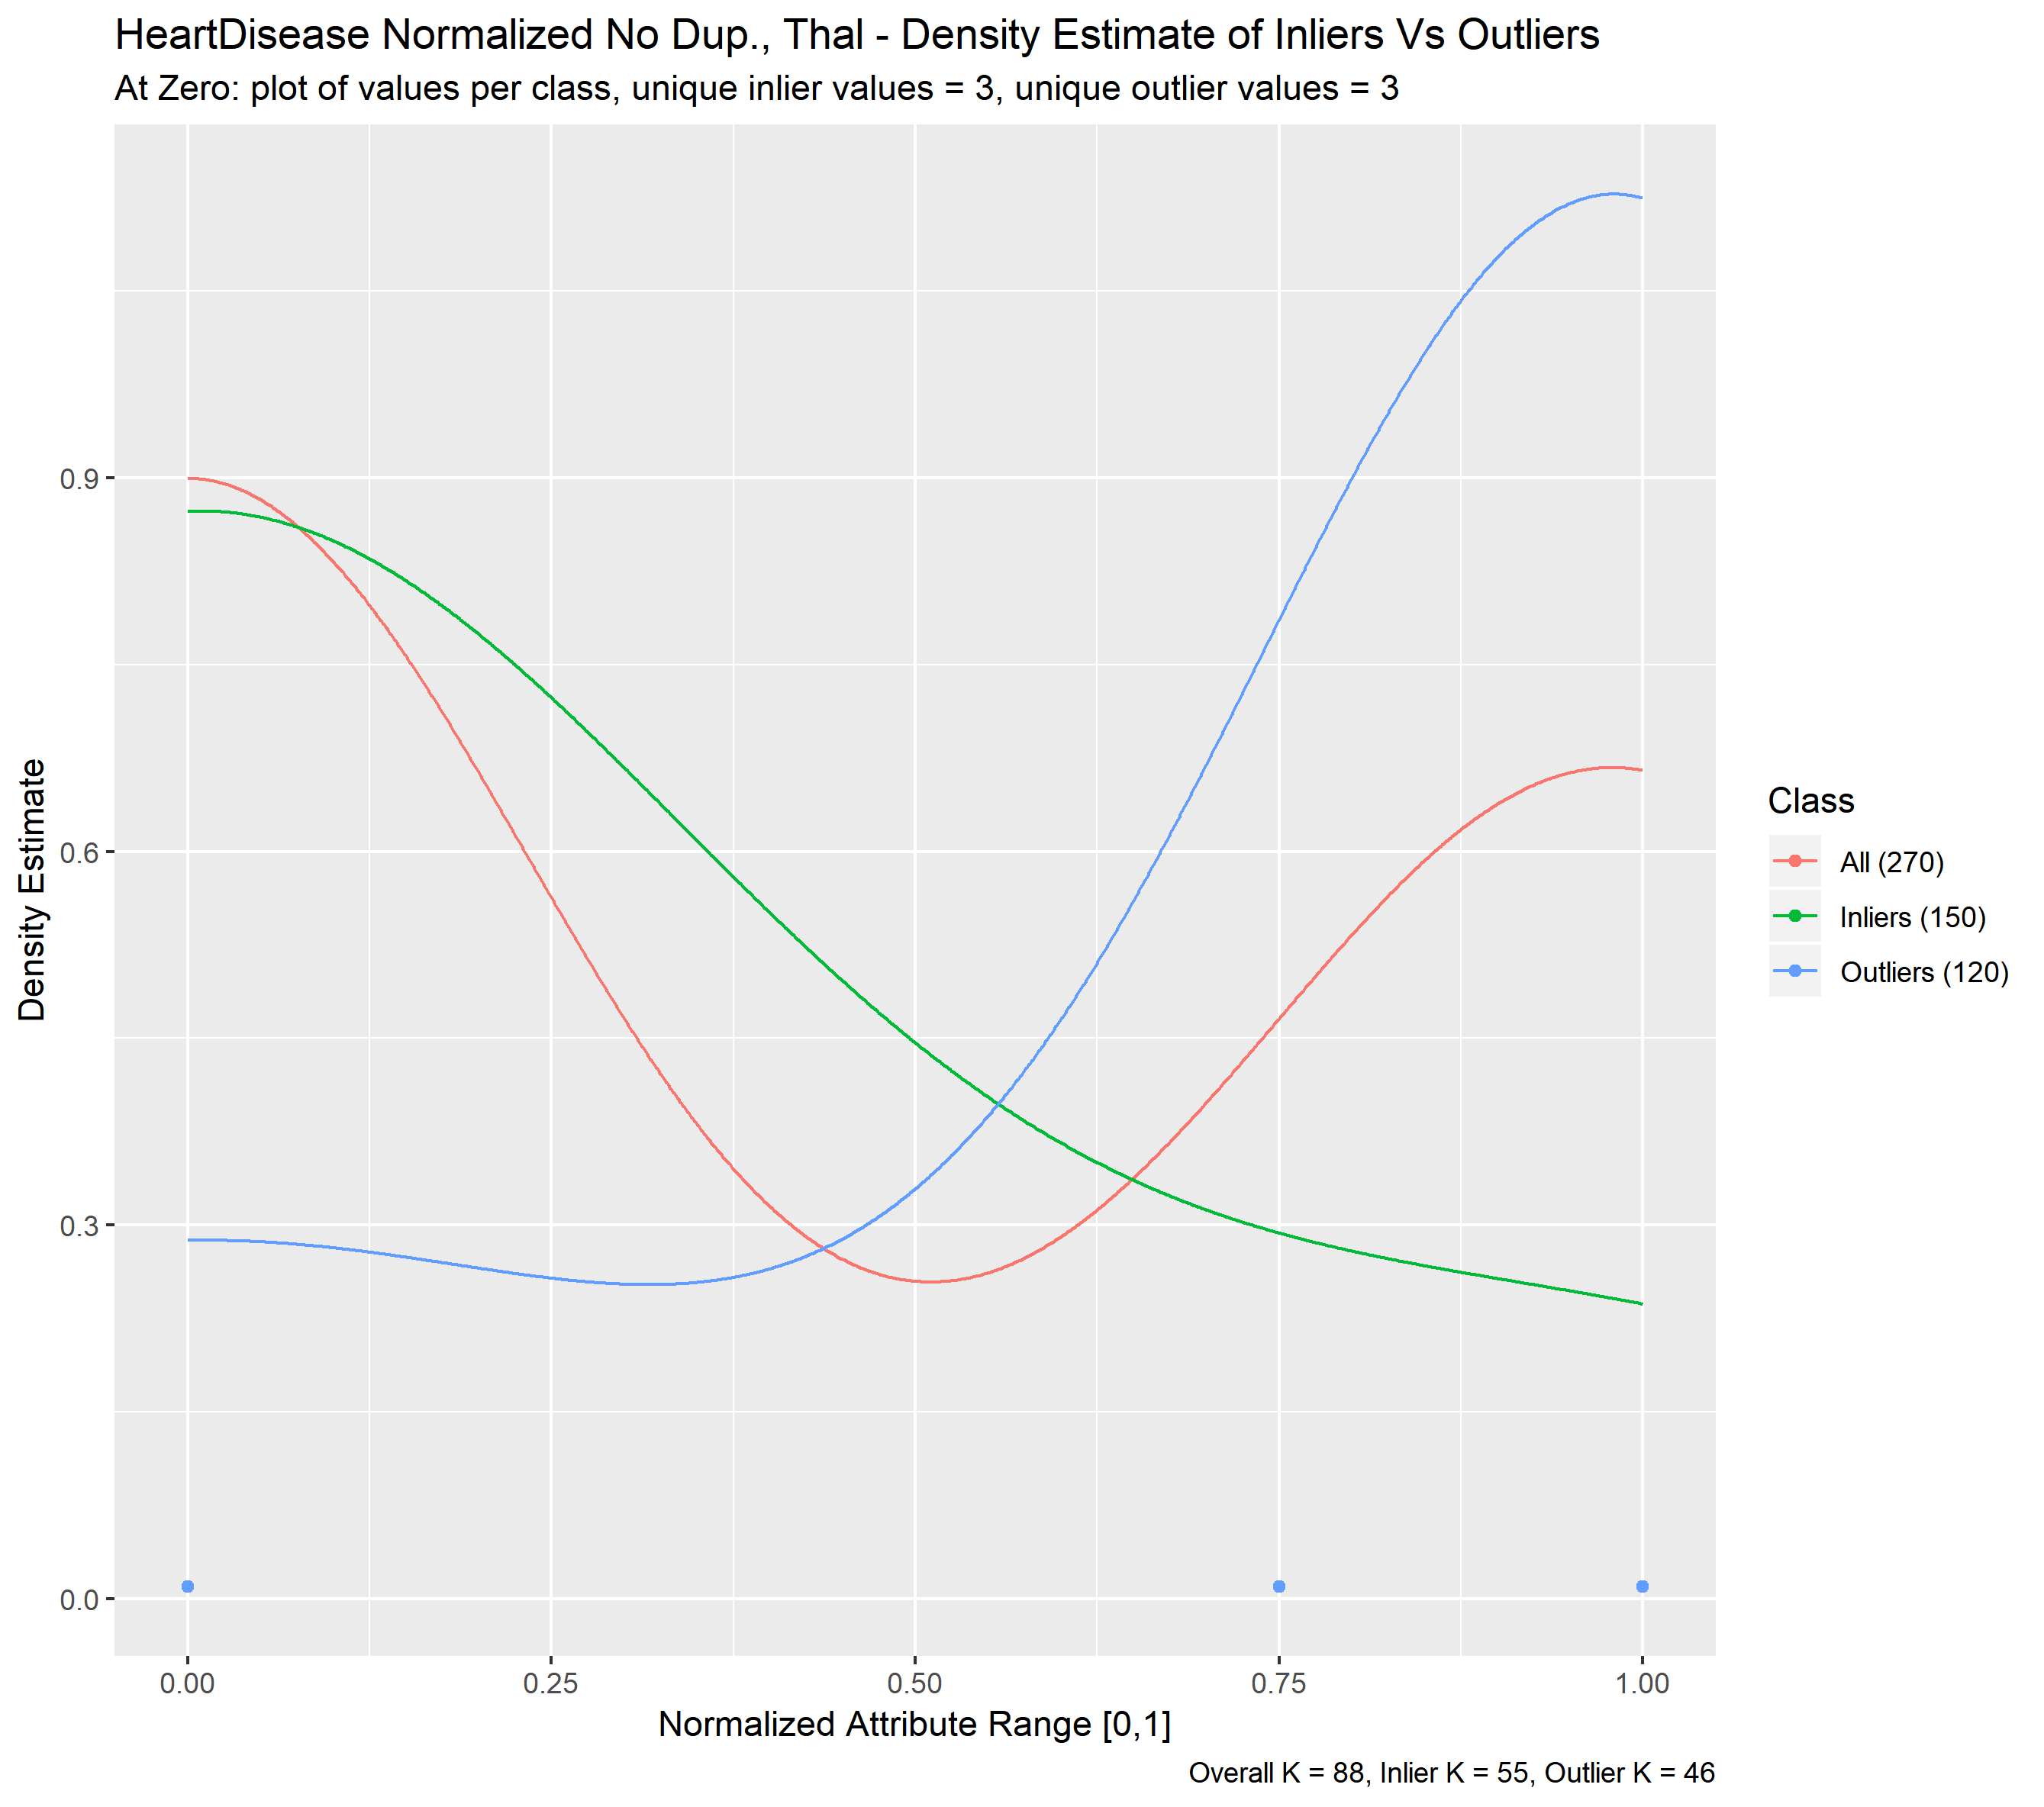 HeartDisease Normalized No Dup., Thal - Density Estimate of Inliers Vs Outliers
At Zero: plot of values per class, unique inlier values = 3, unique outlier values = 3
Density Estimate
0.9
0.6
0.3
0.0
0.00 0.25 0.50 0.75 1.00
Normalized Attribute Range [0,1]
Overall K = 88, Inlier K = 55, Outlier K = 46
Class
All (270)
Inliers (150)
Outliers (120)